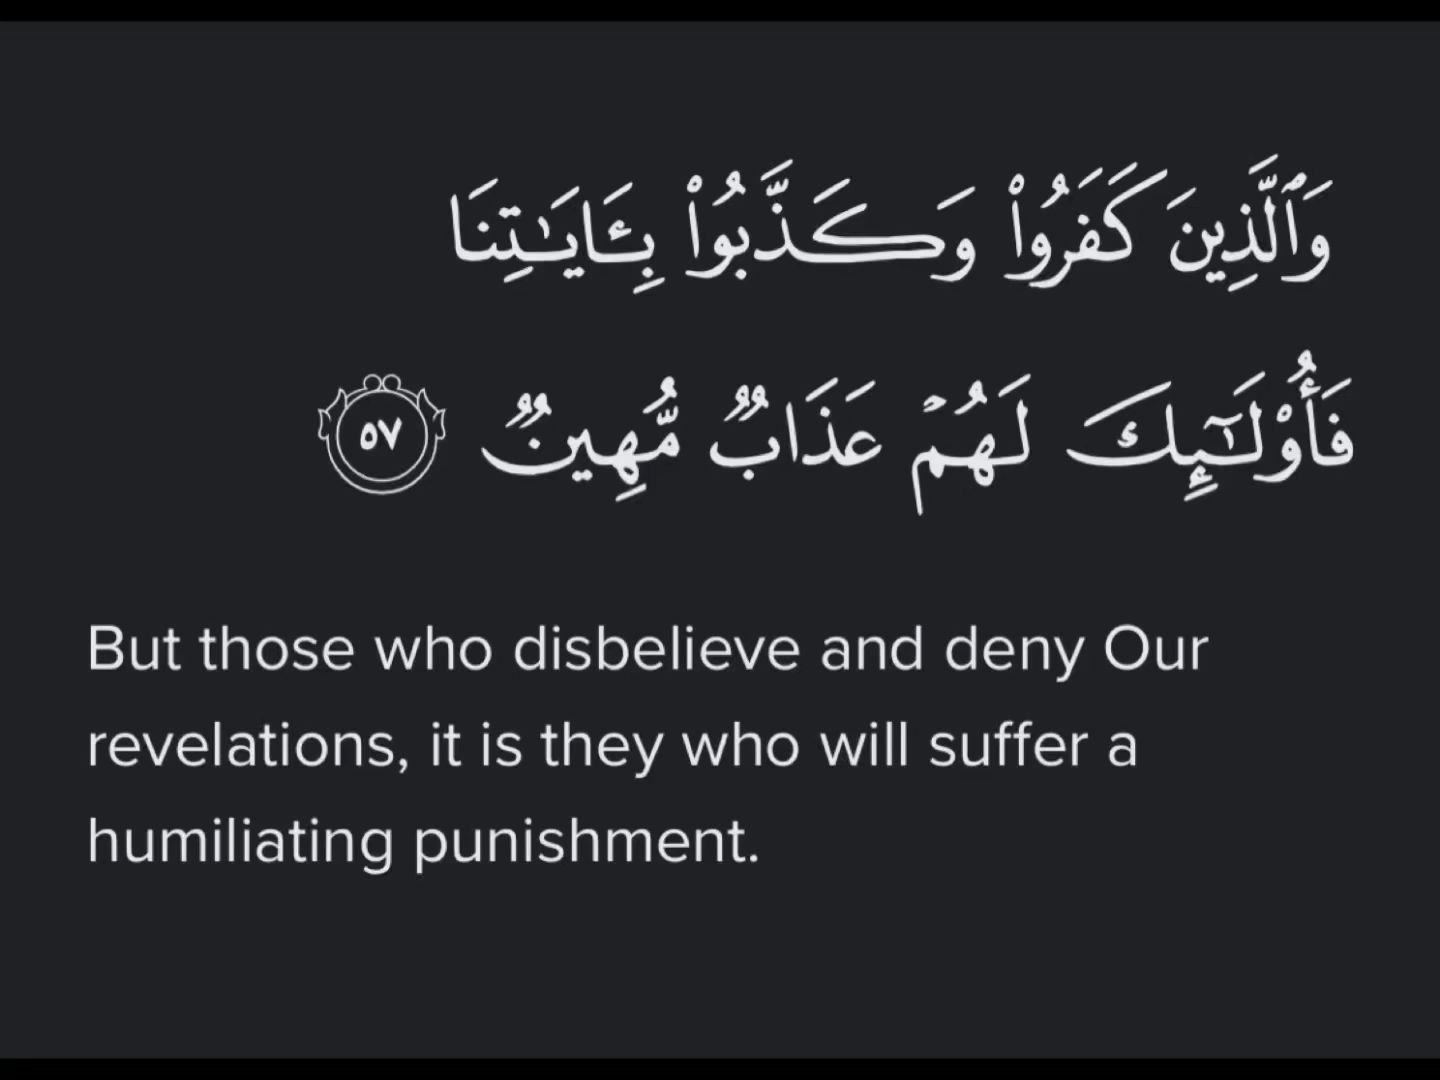 وَٱلَّذِينَ كَفَرُوا۟ وَكَذَّبُوا۟ بِـَٔايَـٰتِنَا
فَأُو۟لَـٰٓئِكَ لَهُمْ عَذَابٌ مُّهِينٌ ٥٧
But those who disbelieve and deny Our
revelations, it is they who will suffer a
humiliating punishment.